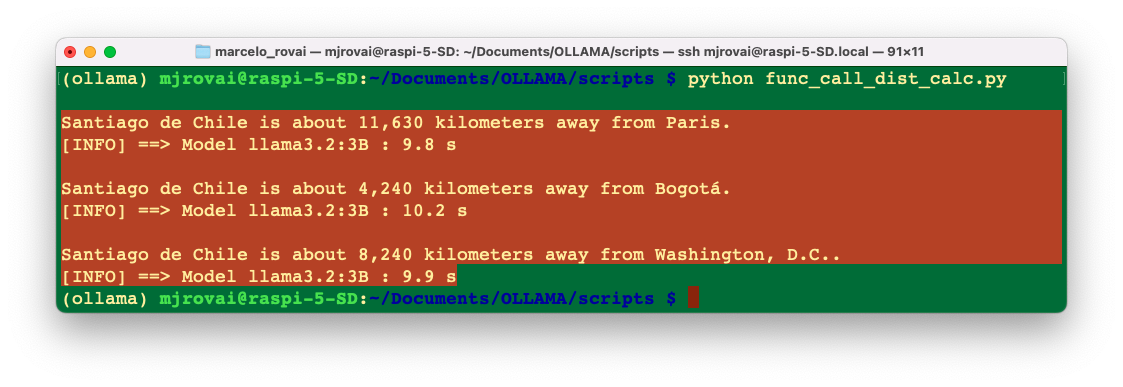 marcelo_rovai — mjrovai@raspi-5-SD: ~/Documents/OLLAMA/scripts — ssh mjrovai@raspi-5-SD.local — 91×11
(ollama) mjrovai@raspi-5-SD:~/Documents/OLLAMA/scripts $ python func_call_dist_calc.py
Santiago de Chile is about 11,630 kilometers away from Paris.
[INFO] ==> Model llama3.2:3B : 9.8 s
Santiago de Chile is about 4,240 kilometers away from Bogotá.
[INFO] ==> Model llama3.2:3B : 10.2 s
Santiago de Chile is about 8,240 kilometers away from Washington, D.C..
[INFO] ==> Model llama3.2:3B : 9.9 s
(ollama) mjrovai@raspi-5-SD:~/Documents/OLLAMA/scripts $